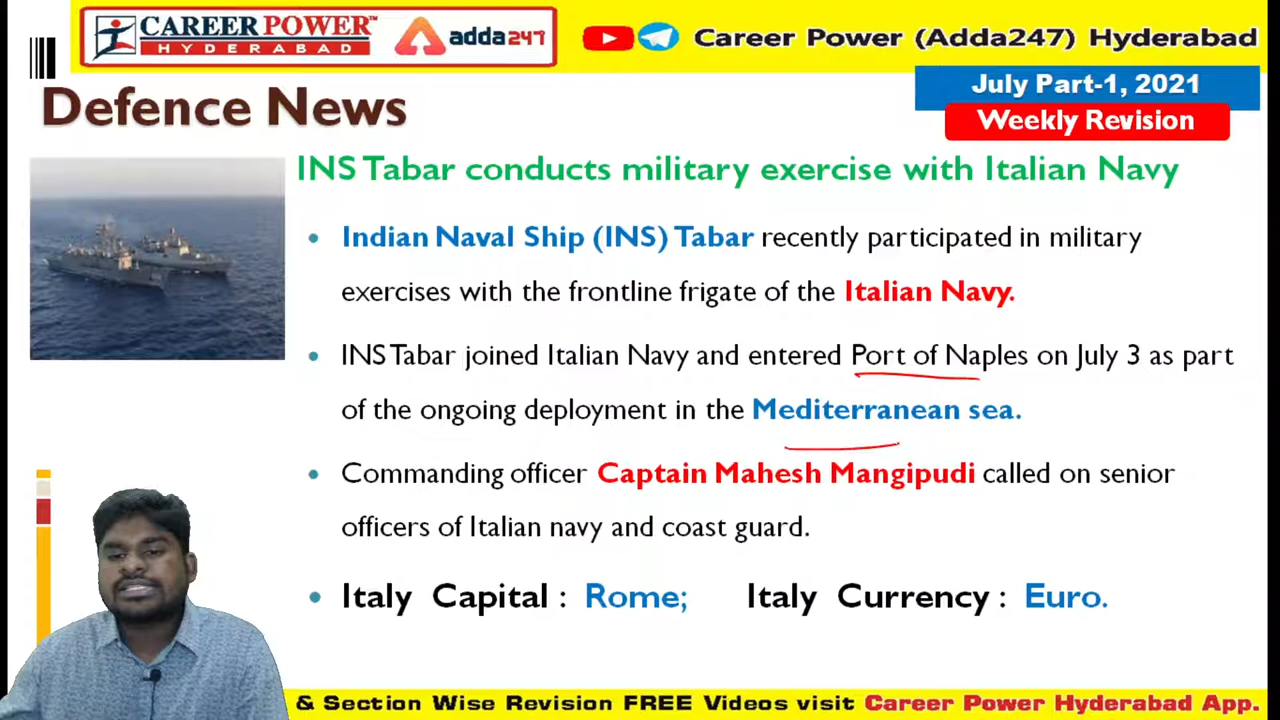 CAREER POWER™
HYDERABAD
adda247
Career Power (Adda247) Hyderabad
July Part-1, 2021
Weekly Revision
Defence News
INS Tabar conducts military exercise with Italian Navy
• Indian Naval Ship (INS) Tabar recently participated in military
exercises with the frontline frigate of the Italian Navy.
• INS Tabar joined Italian Navy and entered Port of Naples on July 3 as part
of the ongoing deployment in the Mediterranean sea.
• Commanding officer Captain Mahesh Mangipudi called on senior
officers of Italian navy and coast guard.
• Italy Capital : Rome; Italy Currency : Euro.
& Section Wise Revision FREE Videos visit Career Power Hyderabad App.